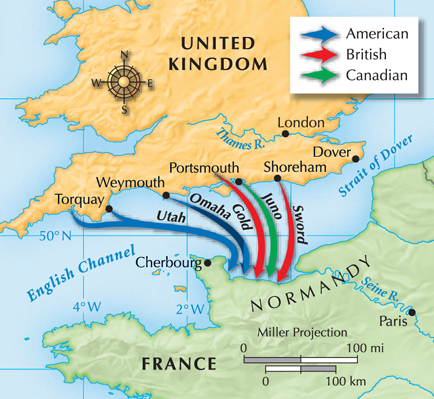 UNITED
KINGDOM
American
British
Canadian
N
W
E
S
London
Thames R.
Dover
Strait of Dover
Portsmouth
Shoreham
Weymouth
Torquay
Utah
Omaha
Gold
Juno
Sword
50°N
English Channel
Cherbourg
4°W
2°W
NORMANDY
Seine R.
Paris
Miller Projection
0
100 mi
0
100 km
FRANCE